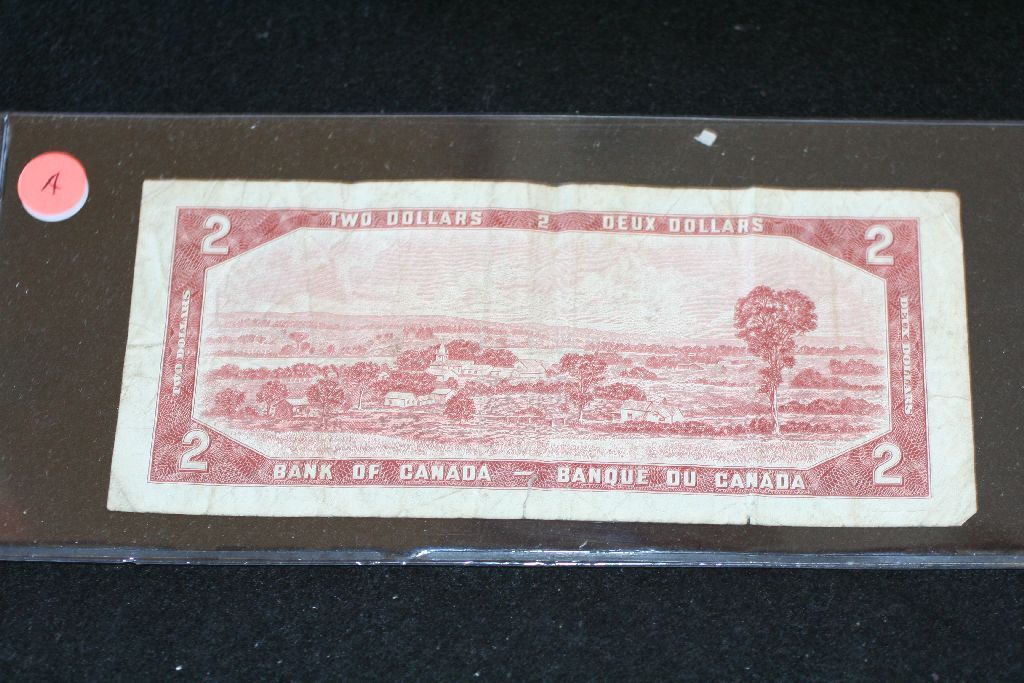 A
2 TWO DOLLARS 2 DEUX DOLLARS 2
TWO DOLLARS
DEUX DOLLARS
2 BANK OF CANADA — BANQUE DU CANADA 2